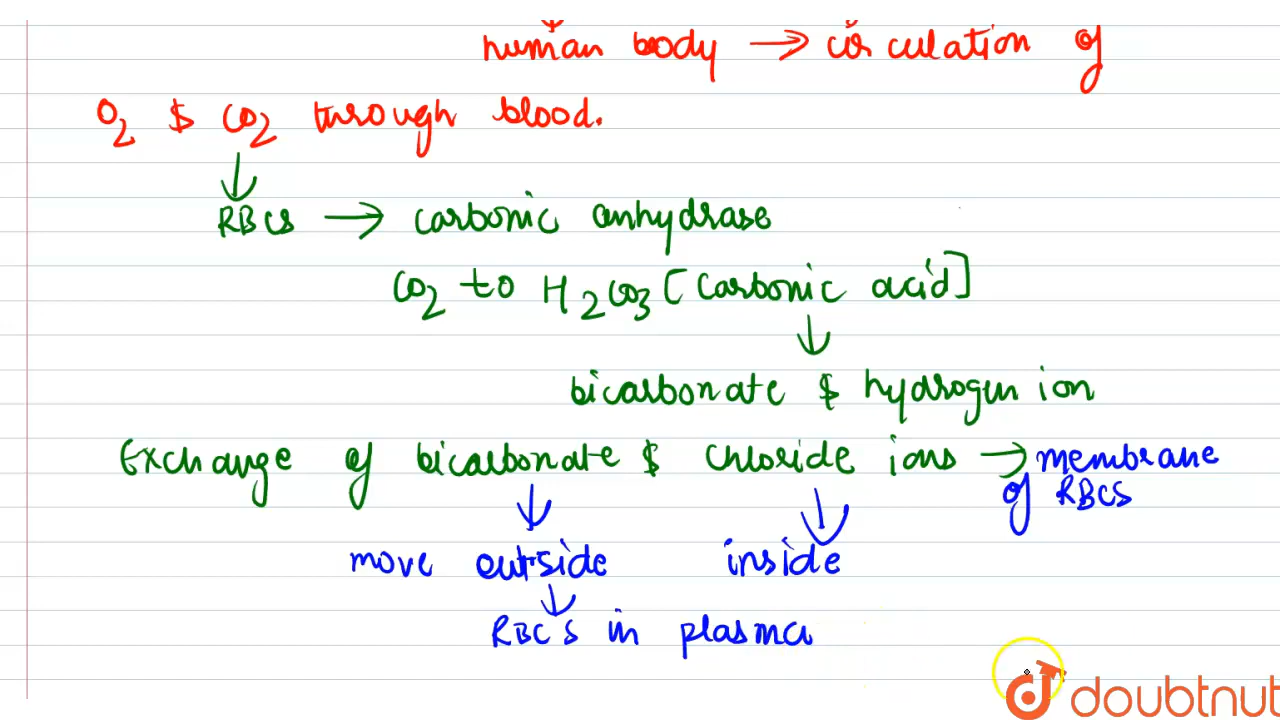 human body → circulation of
O2 & CO2 through blood.
↓
RBCs → carbonic anhydrase
CO2 to H2CO3 [carbonic acid]
↓
bicarbonate & hydrogen ion
Exchange of bicarbonate & chloride ions → membrane
of RBCs
↓ ↓
move outside inside
↓
RBCS in plasma
doubtnut